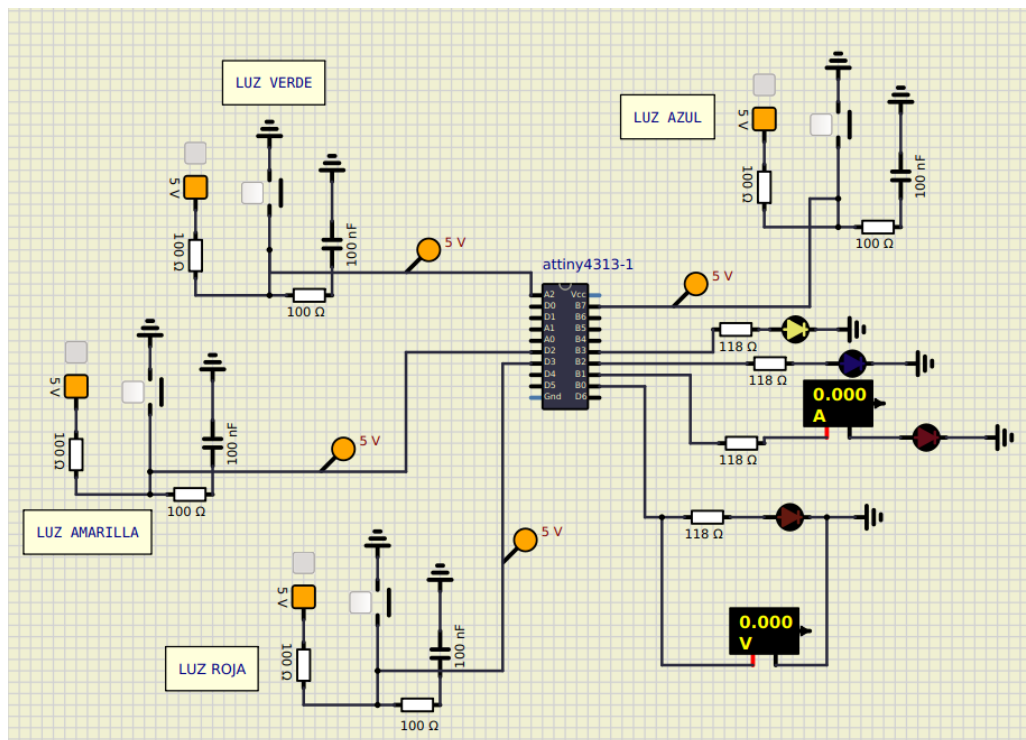 LUZ VERDE
5 V
100 Ω
100 nF
100 Ω
5 V
LUZ AZUL
5 V
100 Ω
100 nF
100 Ω
5 V
attiny4313-1
A2 Vcc
D0 B7
D1 B6
A1 B5
A0 B4
D2 B3
D3 B2
D4 B1
D5 B0
Gnd D6
118 Ω
118 Ω
0.000
A
118 Ω
118 Ω
0.000
V
5 V
100 Ω
100 nF
100 Ω
5 V
LUZ AMARILLA
5 V
100 Ω
100 nF
100 Ω
5 V
LUZ ROJA